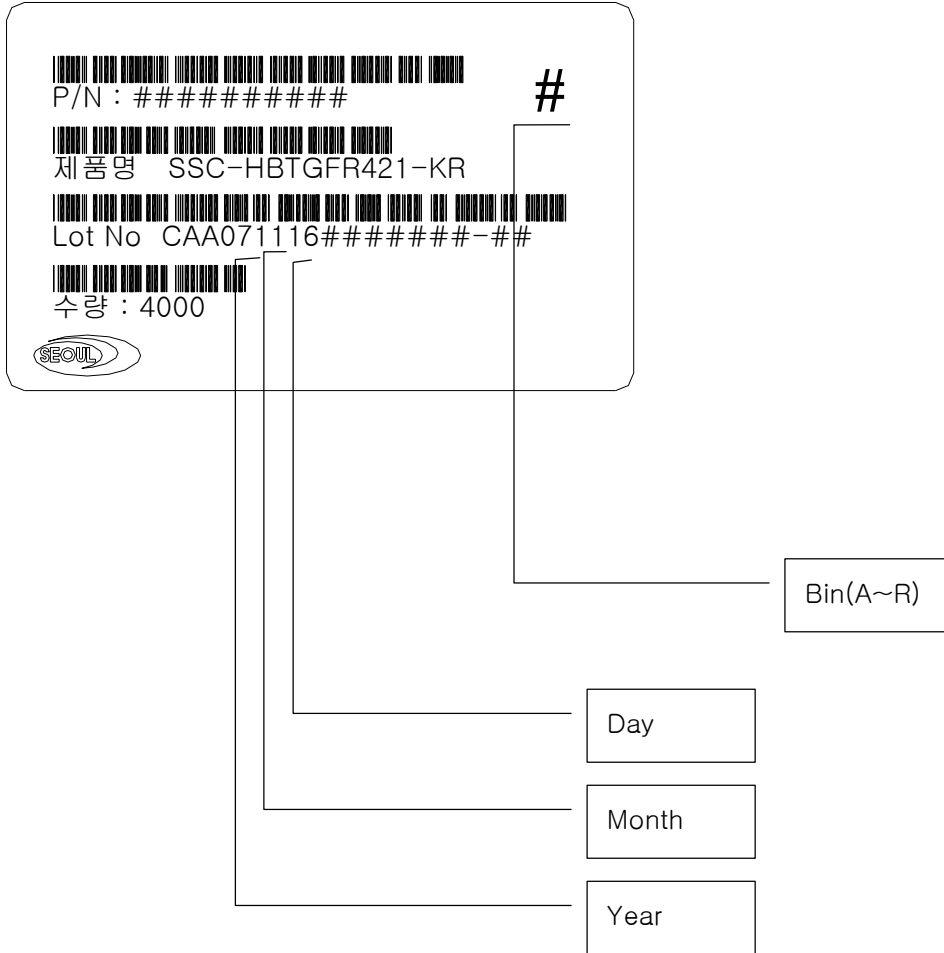 P/N : ##########
#
제품명 SSC-HBTGFR421-KR
Lot No CAA071116#######-##
수량 : 4000
SEOUL
Bin(A~R)
Day
Month
Year